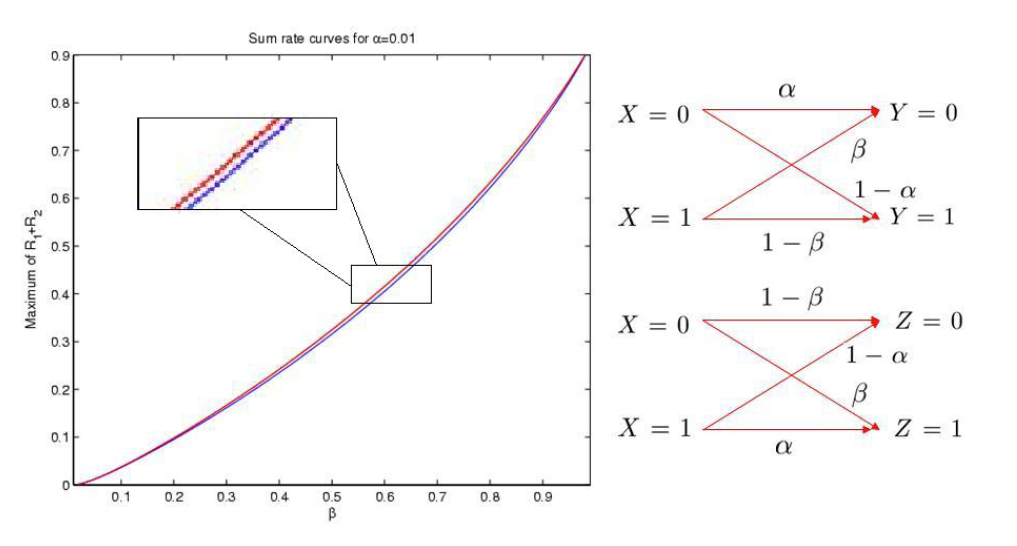 Sum rate curves for α=0.01
Maximum of R₁+R₂
0.9
0.8
0.7
0.6
0.5
0.4
0.3
0.2
0.1
0
0.1 0.2 0.3 0.4 0.5 0.6 0.7 0.8 0.9
β
α
X = 0 Y = 0
β
1 − α
X = 1 Y = 1
1 − β
1 − β
X = 0 Z = 0
1 − α
β
X = 1 Z = 1
α